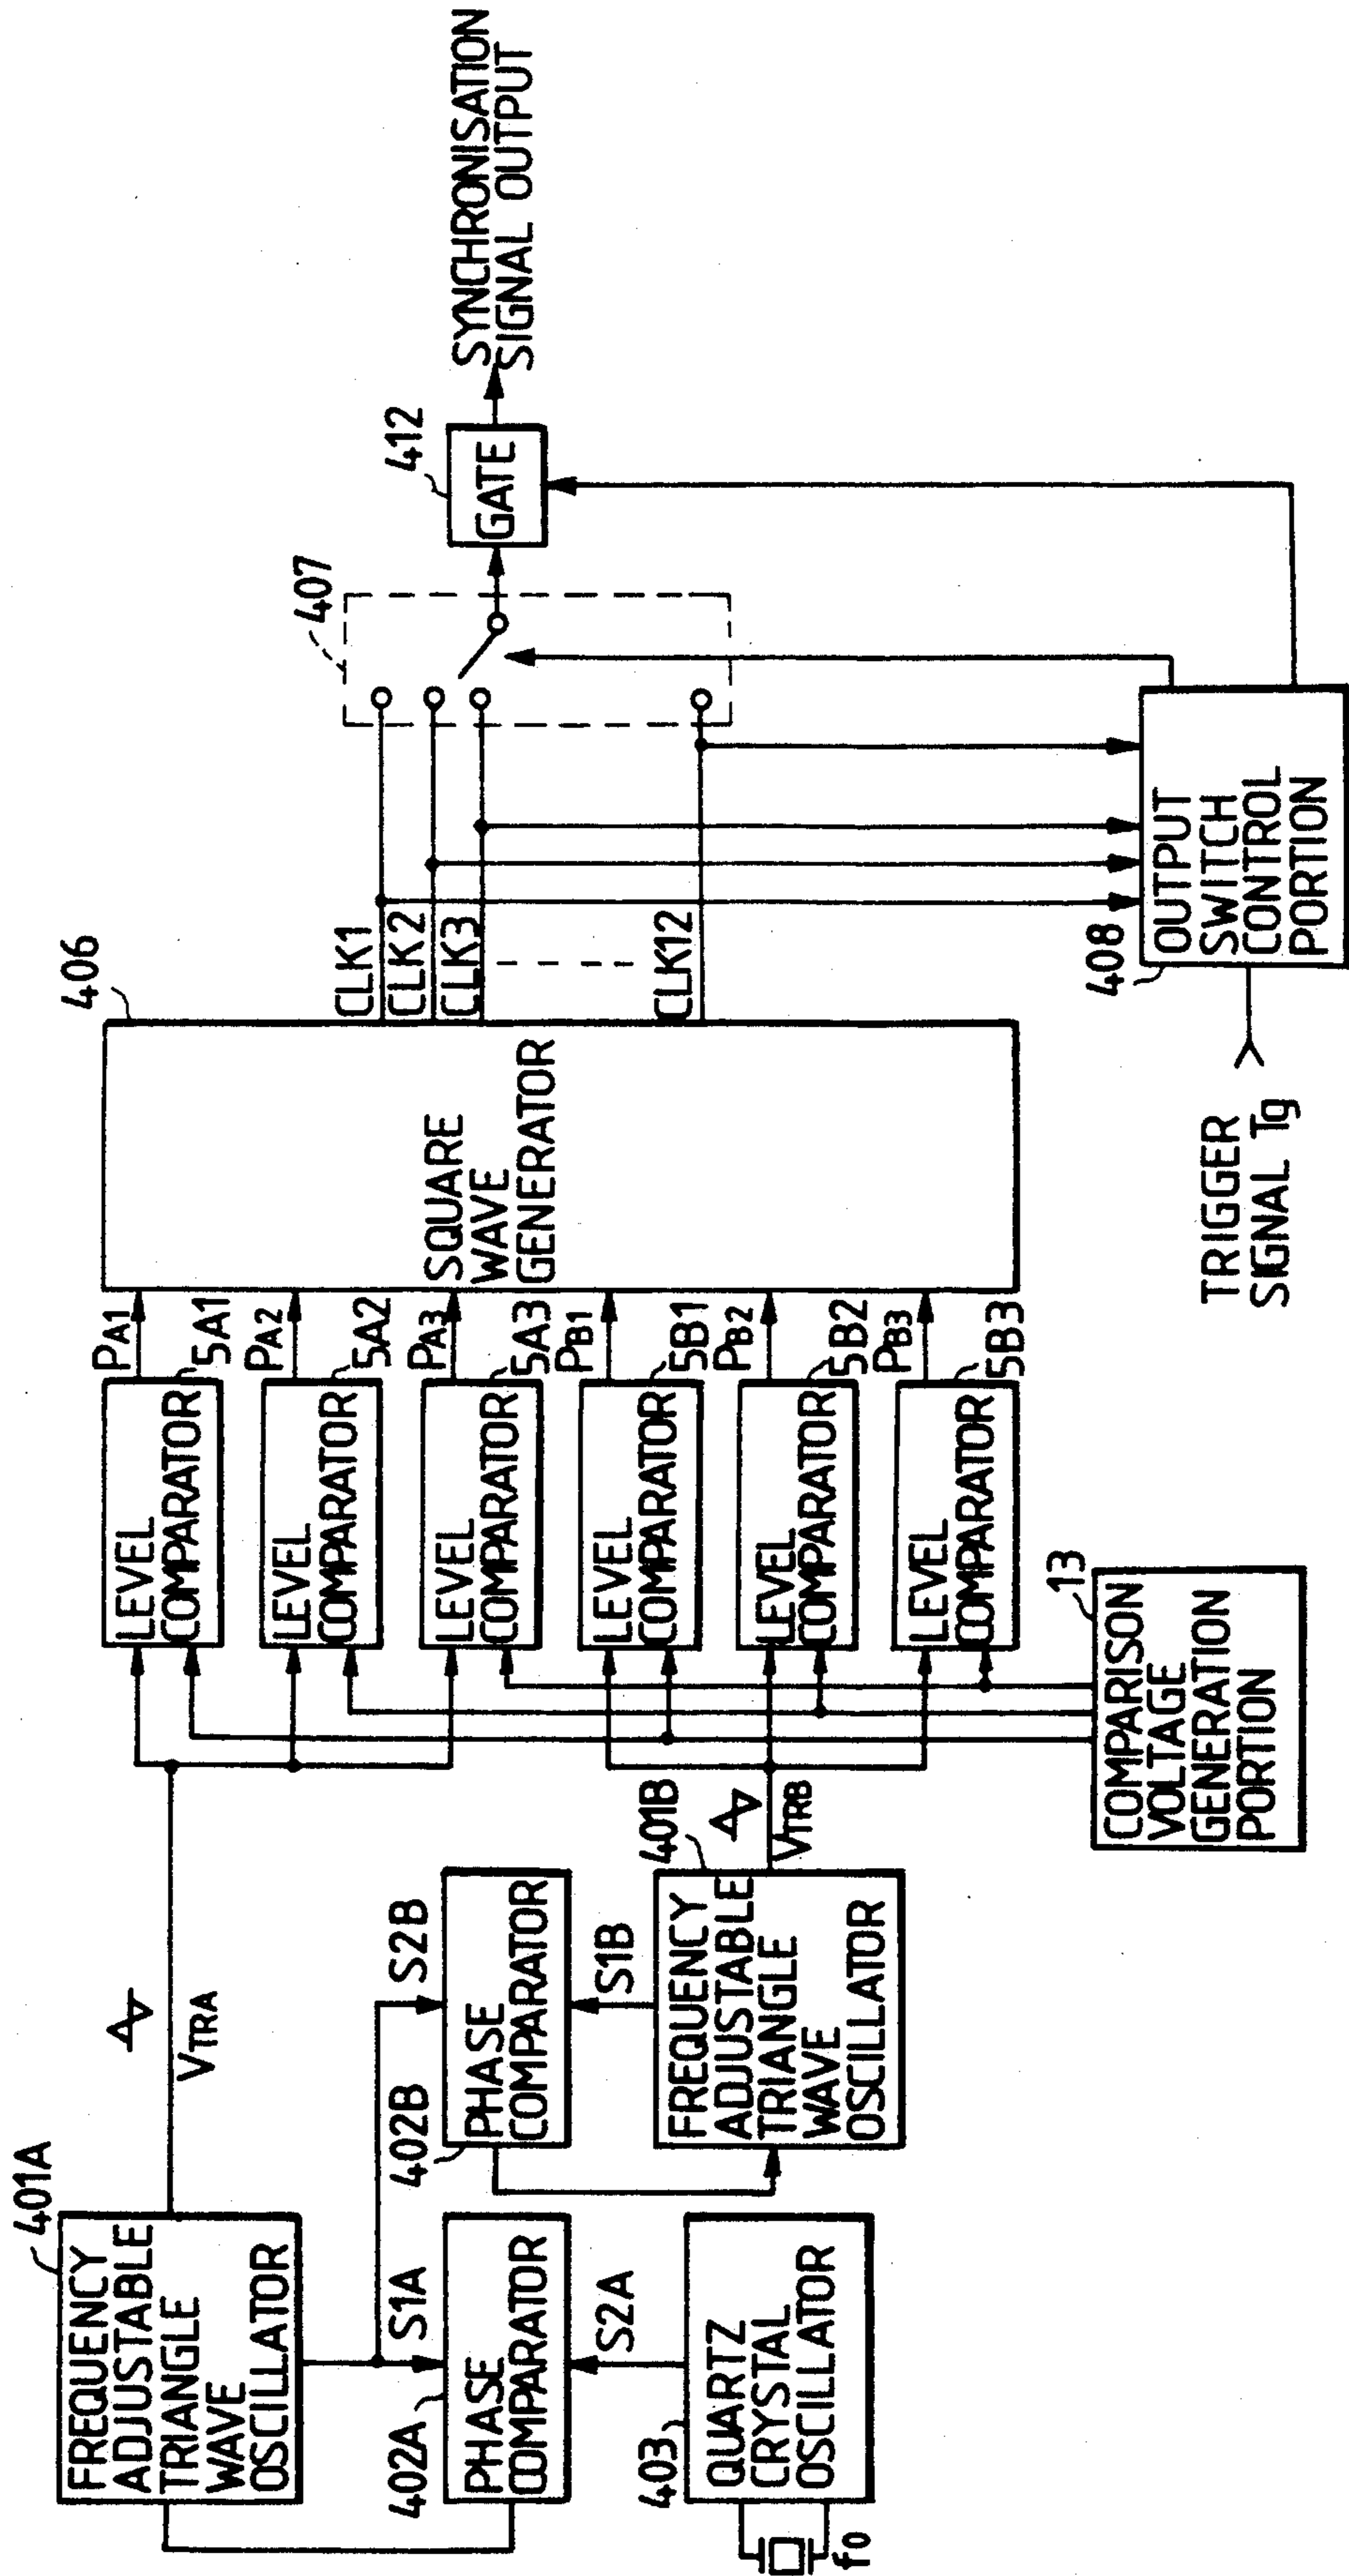 401A
FREQUENCY
ADJUSTABLE
TRIANGLE
WAVE
OSCILLATOR
VTRA
S1A
S2B
402A
PHASE
COMPARATOR
402B
PHASE
COMPARATOR
S2A
S1B
403
QUARTZ
CRYSTAL
OSCILLATOR
fo
401B
FREQUENCY
ADJUSTABLE
TRIANGLE
WAVE
OSCILLATOR
VTRB
13
COMPARISON
VOLTAGE
GENERATION
PORTION
LEVEL
COMPARATOR
PA1
5A1
LEVEL
COMPARATOR
PA2
5A2
LEVEL
COMPARATOR
PA3
5A3
LEVEL
COMPARATOR
PB1
5B1
LEVEL
COMPARATOR
PB2
5B2
LEVEL
COMPARATOR
PB3
5B3
406
SQUARE
WAVE
GENERATOR
CLK1
CLK2
CLK3
CLK12
407
412
GATE
SYNCHRONISATION
SIGNAL OUTPUT
408
OUTPUT
SWITCH
CONTROL
PORTION
TRIGGER
SIGNAL Tg